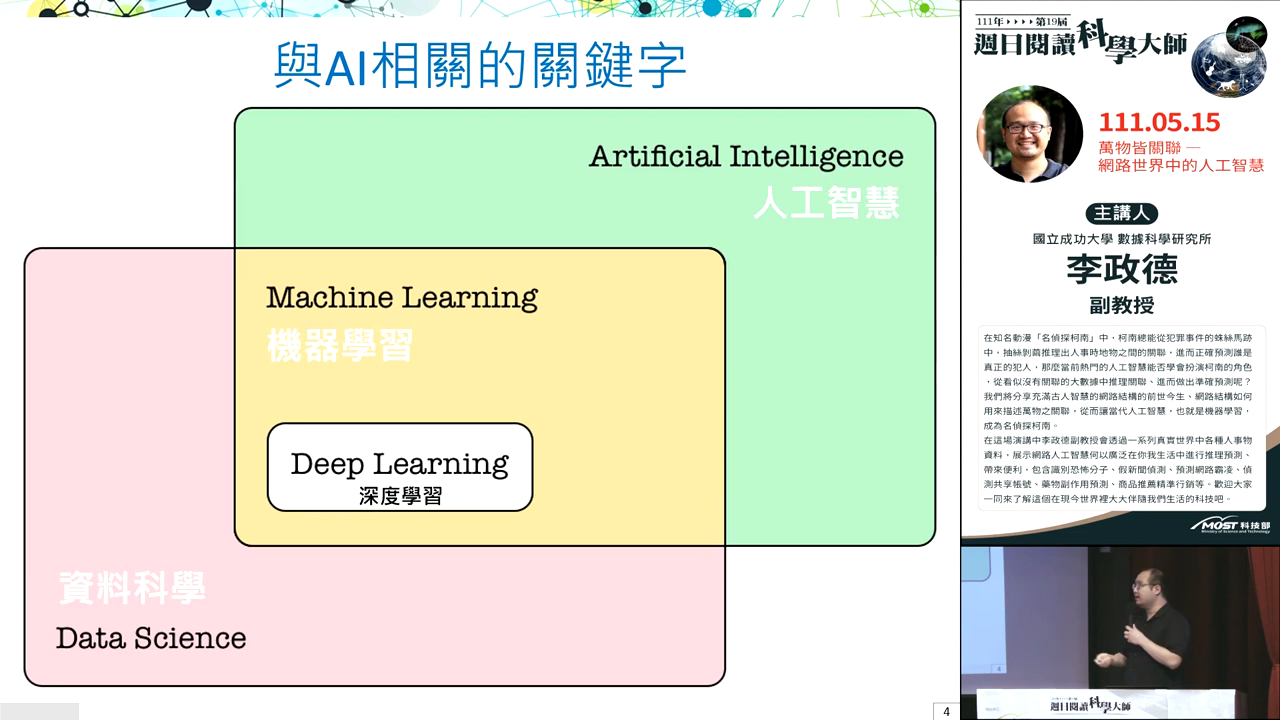 與AI相關的關鍵字
Artificial Intelligence
人工智慧
Machine Learning
機器學習
Deep Learning
深度學習
資料科學
Data Science
4
111年 第19屆
週日閱讀科學大師
111.05.15
萬物皆關聯 —
網路世界中的人工智慧
主講人
國立成功大學 數據科學研究所
李政德
副教授
在知名動漫「名偵探柯南」中，柯南總能從犯罪事件的蛛絲馬跡
中，抽絲剝繭推理出人事時地物之間的關聯，進而正確預測誰是
真正的犯人，那麼當前熱門的人工智慧能否學會扮演柯南的角色
，從看似沒有關聯的大數據中推理關聯、進而做出準確預測呢？
我們將分享充滿古人智慧的網路結構的前世今生、網路結構如何
用來描述萬物之關聯，從而讓當代人工智慧，也就是機器學習，
成為名偵探柯南。
在這場演講中李政德副教授會透過一系列真實世界中各種人事物
資料，展示網路人工智慧何以廣泛在你我生活中進行推理預測、
帶來便利，包含識別恐怖分子、假新聞偵測、預測網路霸凌、偵
測共享帳號、藥物副作用預測、商品推薦精準行銷等。歡迎大家
一同來了解這個在現今世界裡大大伴隨我們生活的科技吧。
MOST 科技部
Ministry of Science and Technology
4
週日閱讀科學大師